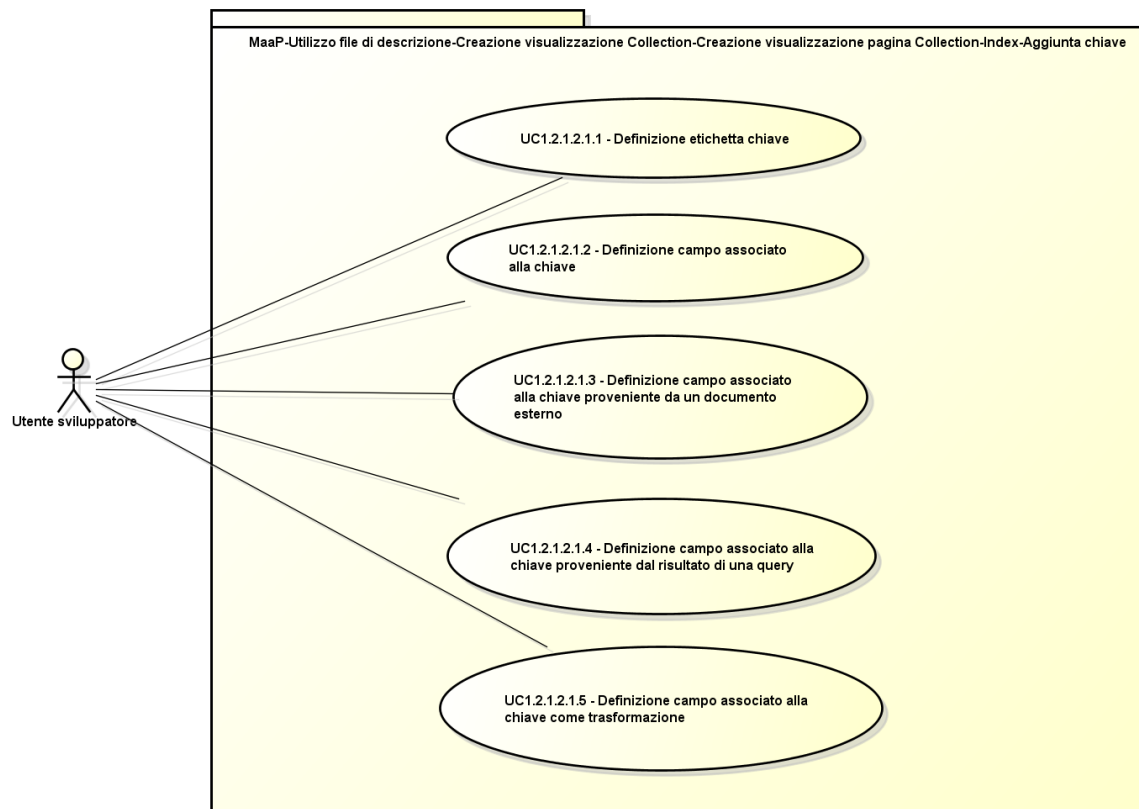 MaaP-Utilizzo file di descrizione-Creazione visualizzazione Collection-Creazione visualizzazione pagina Collection-Index-Aggiunta chiave
UC1.2.1.2.1.1 - Definizione etichetta chiave
UC1.2.1.2.1.2 - Definizione campo associato
alla chiave
UC1.2.1.2.1.3 - Definizione campo associato
alla chiave proveniente da un documento
esterno
Utente sviluppatore
UC1.2.1.2.1.4 - Definizione campo associato alla
chiave proveniente dal risultato di una query
UC1.2.1.2.1.5 - Definizione campo associato alla
chiave come trasformazione